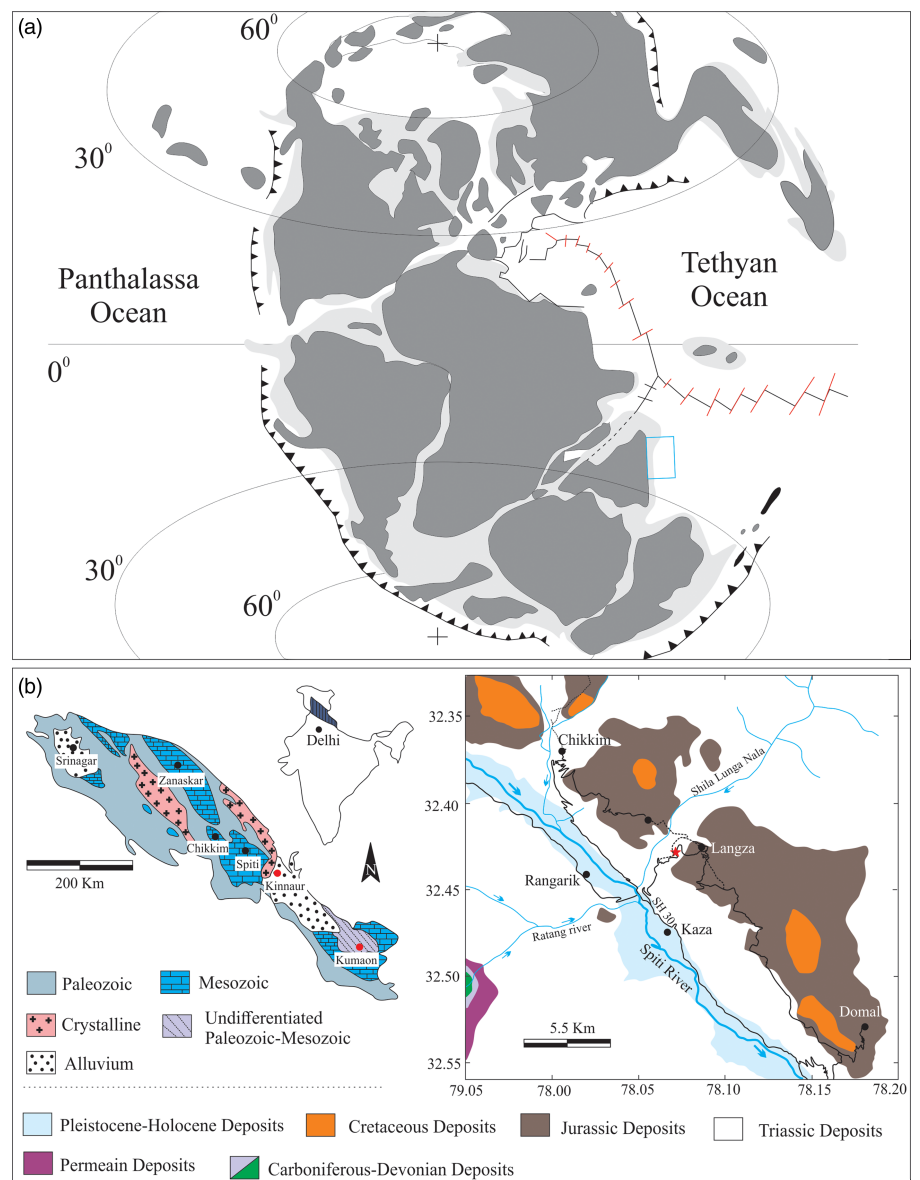 (a)
60⁰
30⁰
Panthalassa
Ocean
Tethyan
Ocean
0⁰
30⁰
60⁰
(b)
Delhi
Srinagar
Zanaskar
Chikkim
Spiti
Kinnaur
Kumaon
200 Km
N
Paleozoic
Mesozoic
Crystalline
Undifferentiated
Paleozoic-Mesozoic
Alluvium
32.35
32.40
32.45
32.50
32.55
79.05
78.00
78.05
78.10
78.15
78.20
Chikkim
Shila Lunga Nala
Langza
Rangarik
SH 30
Kaza
Ratang river
Spiti River
Domal
5.5 Km
Pleistocene-Holocene Deposits
Cretaceous Deposits
Jurassic Deposits
Triassic Deposits
Permeain Deposits
Carboniferous-Devonian Deposits